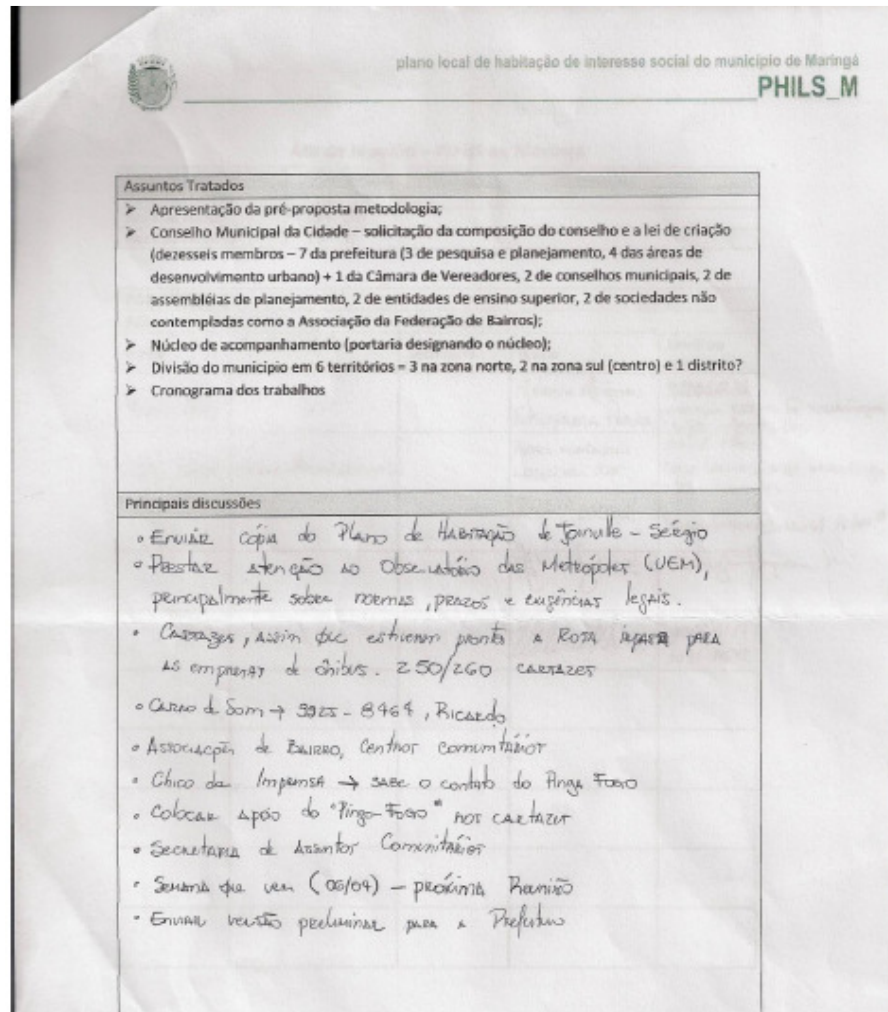 plano local de habitação de interesse social do município de Maringá
PHILS_M
Assuntos Tratados
➢ Apresentação da pré-proposta metodologia;
➢ Conselho Municipal da Cidade – solicitação da composição do conselho e a lei de criação
(dezesseis membros – 7 da prefeitura (3 de pesquisa e planejamento, 4 das áreas de
desenvolvimento urbano) + 1 da Câmara de Vereadores, 2 de conselhos municipais, 2 de
assembléias de planejamento, 2 de entidades de ensino superior, 2 de sociedades não
contempladas como a Associação da Federação de Bairros);
➢ Núcleo de acompanhamento (portaria designando o núcleo);
➢ Divisão do município em 6 territórios = 3 na zona norte, 2 na zona sul (centro) e 1 distrito?
➢ Cronograma dos trabalhos
Principais discussões
• Enviar cópia do Plano de Habitação de Joinville – Sérgio
• Prestar atenção ao Observatório das Metrópoles (UEM),
principalmente sobre normas, prazos e exigências legais.
• Cartazes, assim que estiverem prontos a Rota repassa para
as empresas de ônibus. 250/260 cartazes
• Carro de Som → 9925-8464, Ricardo
• Associações de Bairro, Centros Comunitários
• Chico da Imprensa → sabe o contato do Pinga Fogo
• Colocar apoio do "Pinga-Fogo" nos cartazes
• Secretaria de Assuntos Comunitários
• Semana que vem (06/04) – próxima Reunião
• Enviar versão preliminar para a Prefeitura